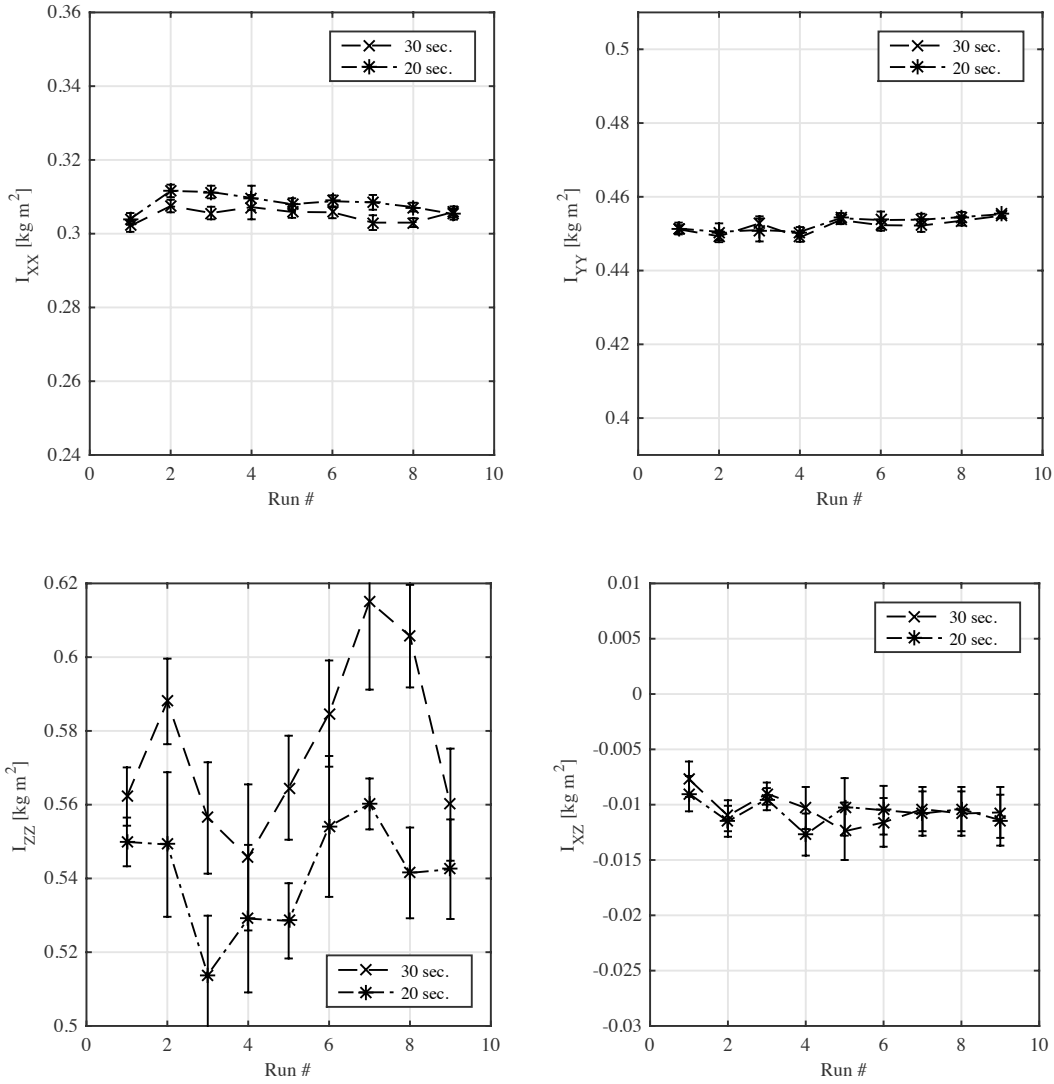 0.36
0.34
0.32
0.3
0.28
0.26
0.24
0 2 4 6 8 10
Run #
I_XX [kg m^2]
30 sec.
20 sec.
0.5
0.48
0.46
0.44
0.42
0.4
0 2 4 6 8 10
Run #
I_YY [kg m^2]
30 sec.
20 sec.
0.62
0.6
0.58
0.56
0.54
0.52
0.5
0 2 4 6 8 10
Run #
I_ZZ [kg m^2]
30 sec.
20 sec.
0.01
0.005
0
-0.005
-0.01
-0.015
-0.02
-0.025
-0.03
0 2 4 6 8 10
Run #
I_XZ [kg m^2]
30 sec.
20 sec.